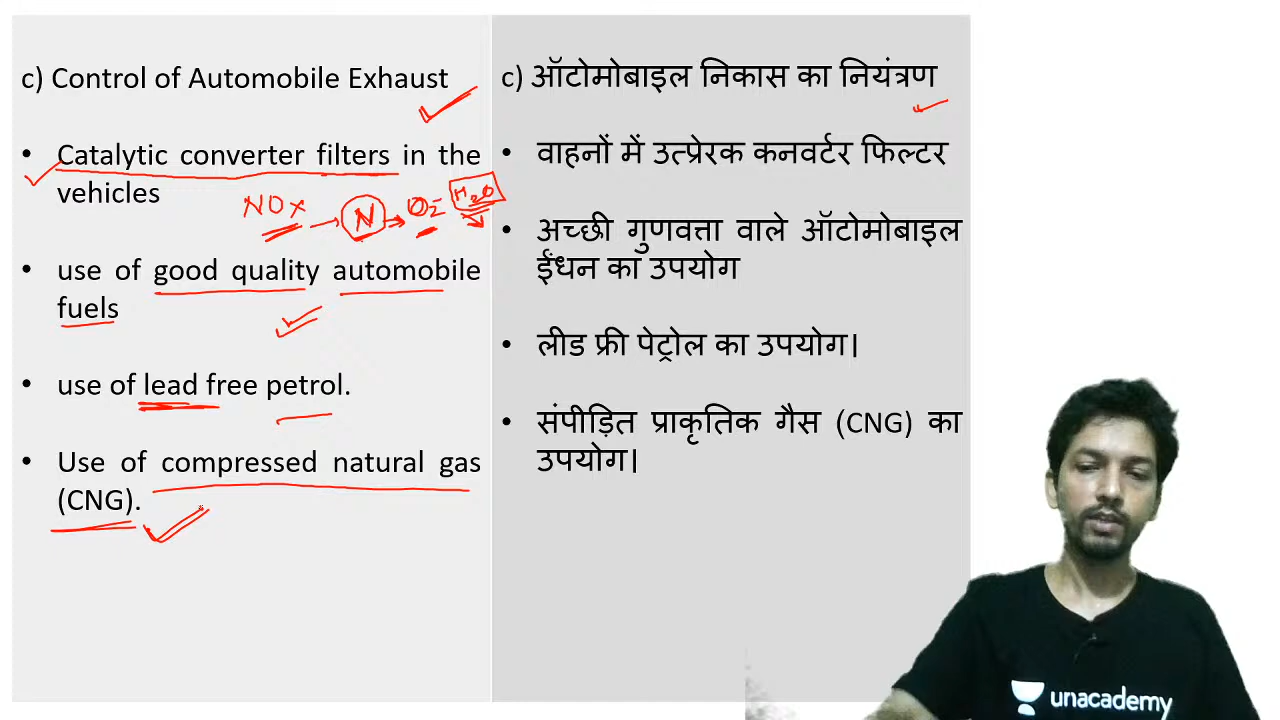 c) Control of Automobile Exhaust
• Catalytic converter filters in the
vehicles
NOx → N → O2 H2O
• use of good quality automobile
fuels
• use of lead free petrol.
• Use of compressed natural gas
(CNG).
c) ऑटोमोबाइल निकास का नियंत्रण
• वाहनों में उत्प्रेरक कनवर्टर फिल्टर
• अच्छी गुणवत्ता वाले ऑटोमोबाइल
ईंधन का उपयोग
• लीड फ्री पेट्रोल का उपयोग।
• संपीड़ित प्राकृतिक गैस (CNG) का
उपयोग।
unacademy